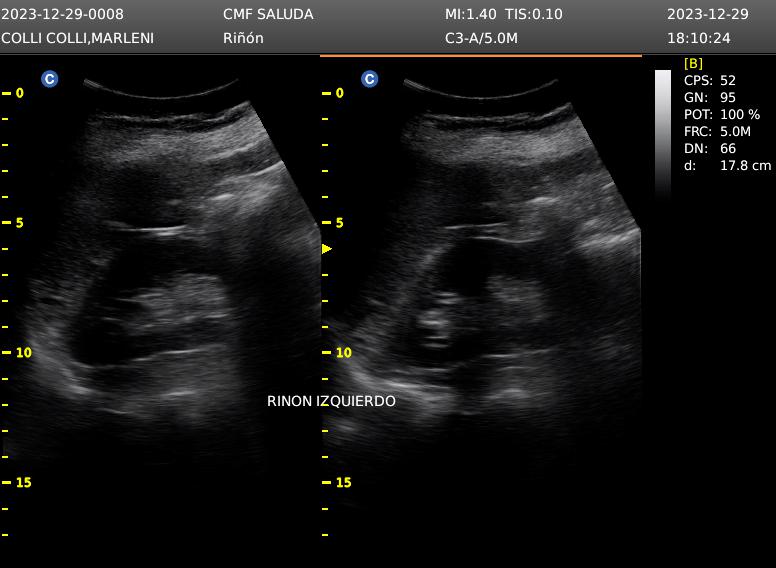 2023-12-29-0008 CMF SALUDA MI:1.40 TIS:0.10 2023-12-29
COLLI COLLI,MARLENI Riñón C3-A/5.0M 18:10:24
[B]
CPS: 52
GN: 95
POT: 100 %
FRC: 5.0M
DN: 66
d: 17.8 cm
C C
0 0
5 5
10 10
RINON IZQUIERDO
15 15